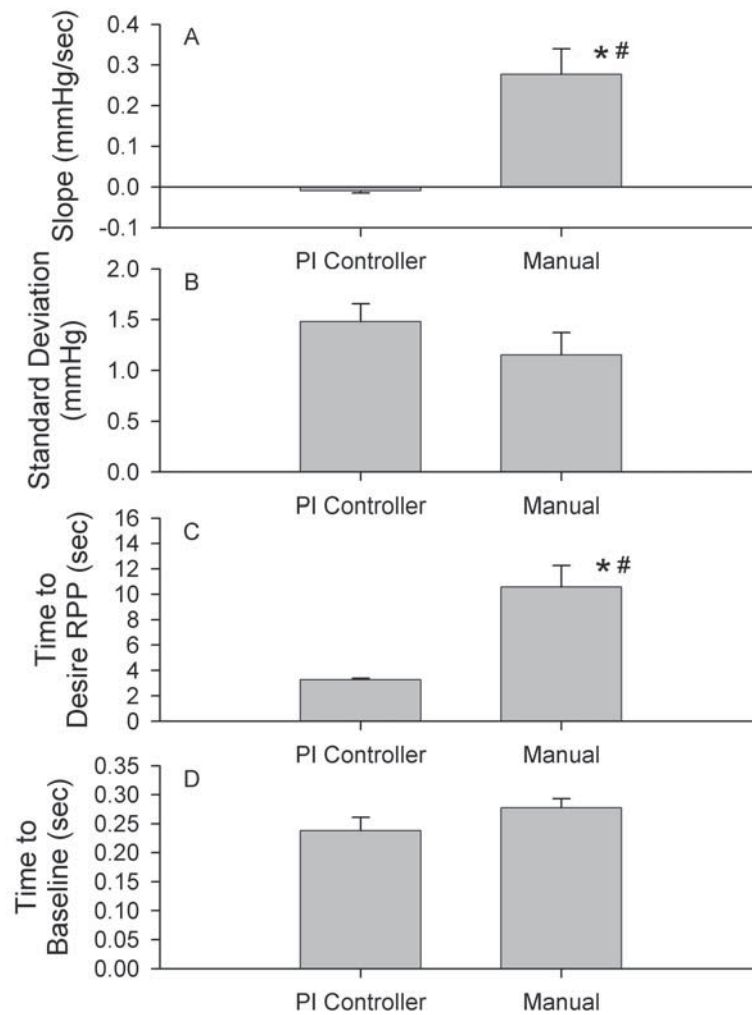 A
Slope (mmHg/sec)
0.4
0.3
0.2
0.1
0.0
-0.1
* #
PI Controller Manual
B
Standard Deviation
(mmHg)
2.0
1.5
1.0
0.5
0.0
PI Controller Manual
C
Time to
Desire RPP (sec)
16
14
12
10
8
6
4
2
0
* #
PI Controller Manual
D
Time to
Baseline (sec)
0.35
0.30
0.25
0.20
0.15
0.10
0.05
0.00
PI Controller Manual